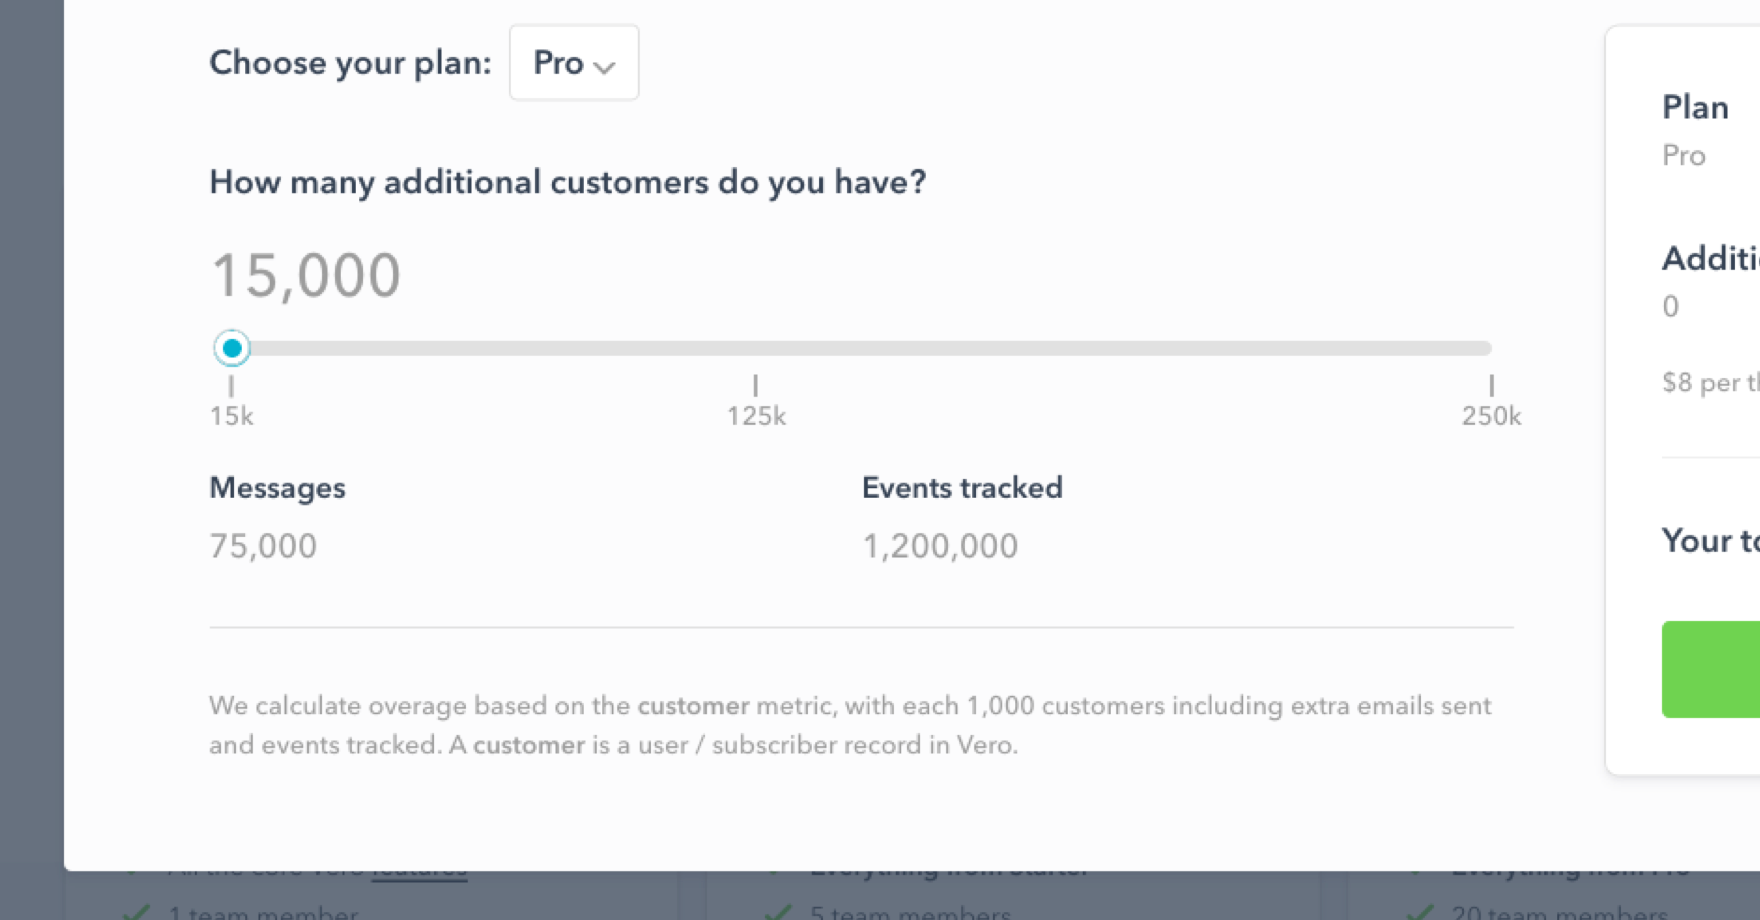 Choose your plan: Pro
How many additional customers do you have?
15,000
15k 125k 250k
Messages Events tracked
75,000 1,200,000
We calculate overage based on the customer metric, with each 1,000 customers including extra emails sent
and events tracked. A customer is a user / subscriber record in Vero.
Plan
Pro
0
$8 per
Your
All the core Vero features Everything from Starter Everything from Pro
1 team member 5 team members 20 team members